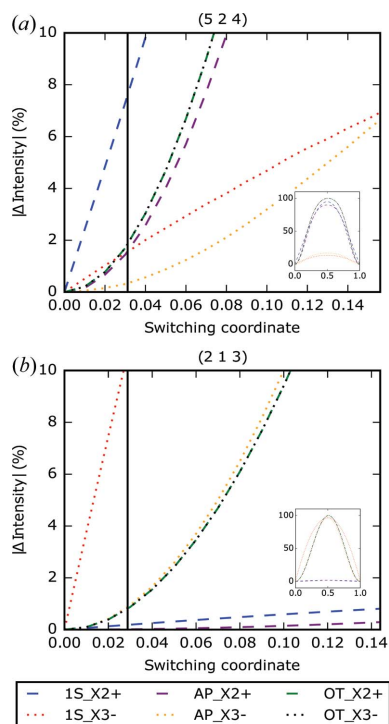 (a)
(5 2 4)
10
8
6
4
2
0
|Δ Intensity| (%)
100
50
0
0.0 0.5 1.0
0.00 0.02 0.04 0.06 0.08 0.10 0.12 0.14
Switching coordinate
(b)
(2 1 3)
10
8
6
4
2
0
|Δ Intensity| (%)
100
50
0
0.0 0.5 1.0
0.00 0.02 0.04 0.06 0.08 0.10 0.12 0.14
Switching coordinate
1S_X2+ AP_X2+ OT_X2+
1S_X3- AP_X3- OT_X3-